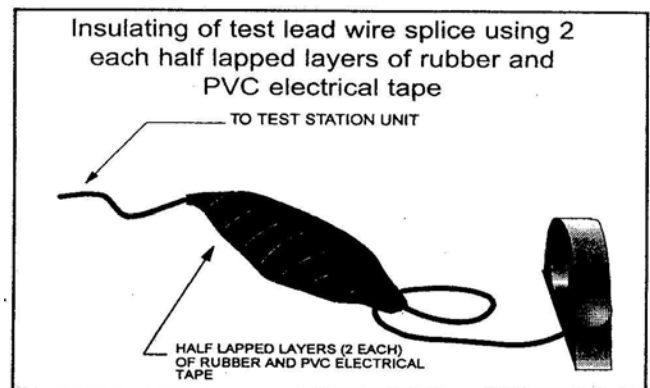 Insulating of test lead wire splice using 2
each half lapped layers of rubber and
PVC electrical tape
TO TEST STATION UNIT
HALF LAPPED LAYERS (2 EACH)
OF RUBBER AND PVC ELECTRICAL
TAPE